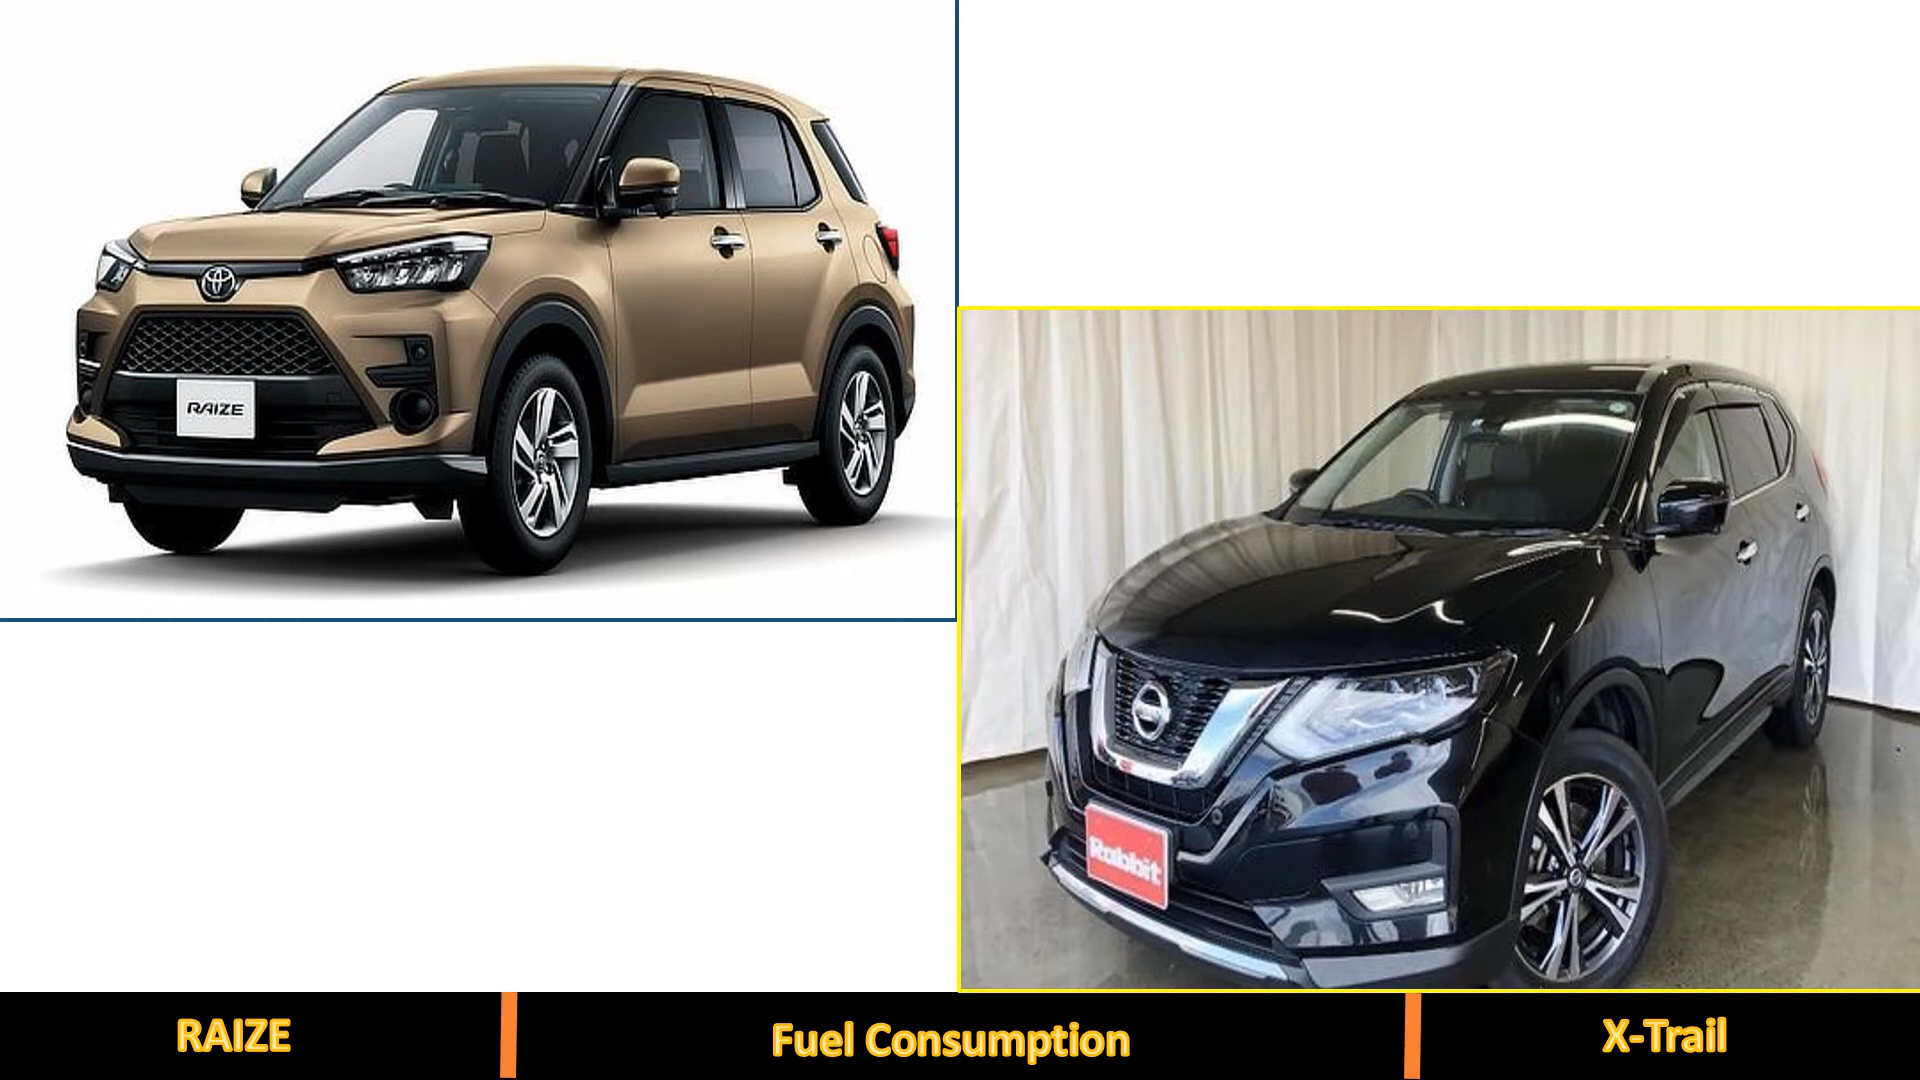 RAIZE
Rabbit
RAIZE
Fuel Consumption
X-Trail